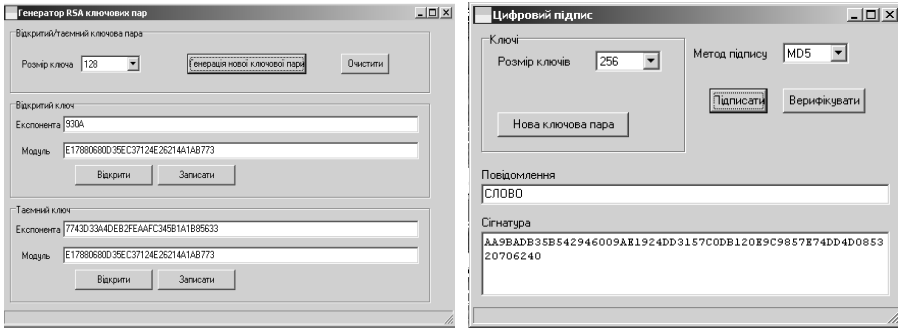 Генератор RSA ключових пар
Відкритий/таємний ключова пара
Розмір ключа 128
Генерація нової ключової пари
Очистити
Відкритий ключ
Експонента 930A
Модуль E17880680D35EC37124E26214A1AB773
Відкрити Записати
Таємний ключ
Експонента 7743D33A4DEB2FEAAFC345B1A1B85633
Модуль E17880680D35EC37124E26214A1AB773
Відкрити Записати
Цифровий підпис
Ключі
Розмір ключів 256
Метод підпису MD5
Підписати Верифікувати
Нова ключова пара
Повідомлення
СЛОВО
Сігнатура
AA9BADB35B542946009AE1924DD3157C0DB120E9C9857E74DD4D0853
20706240